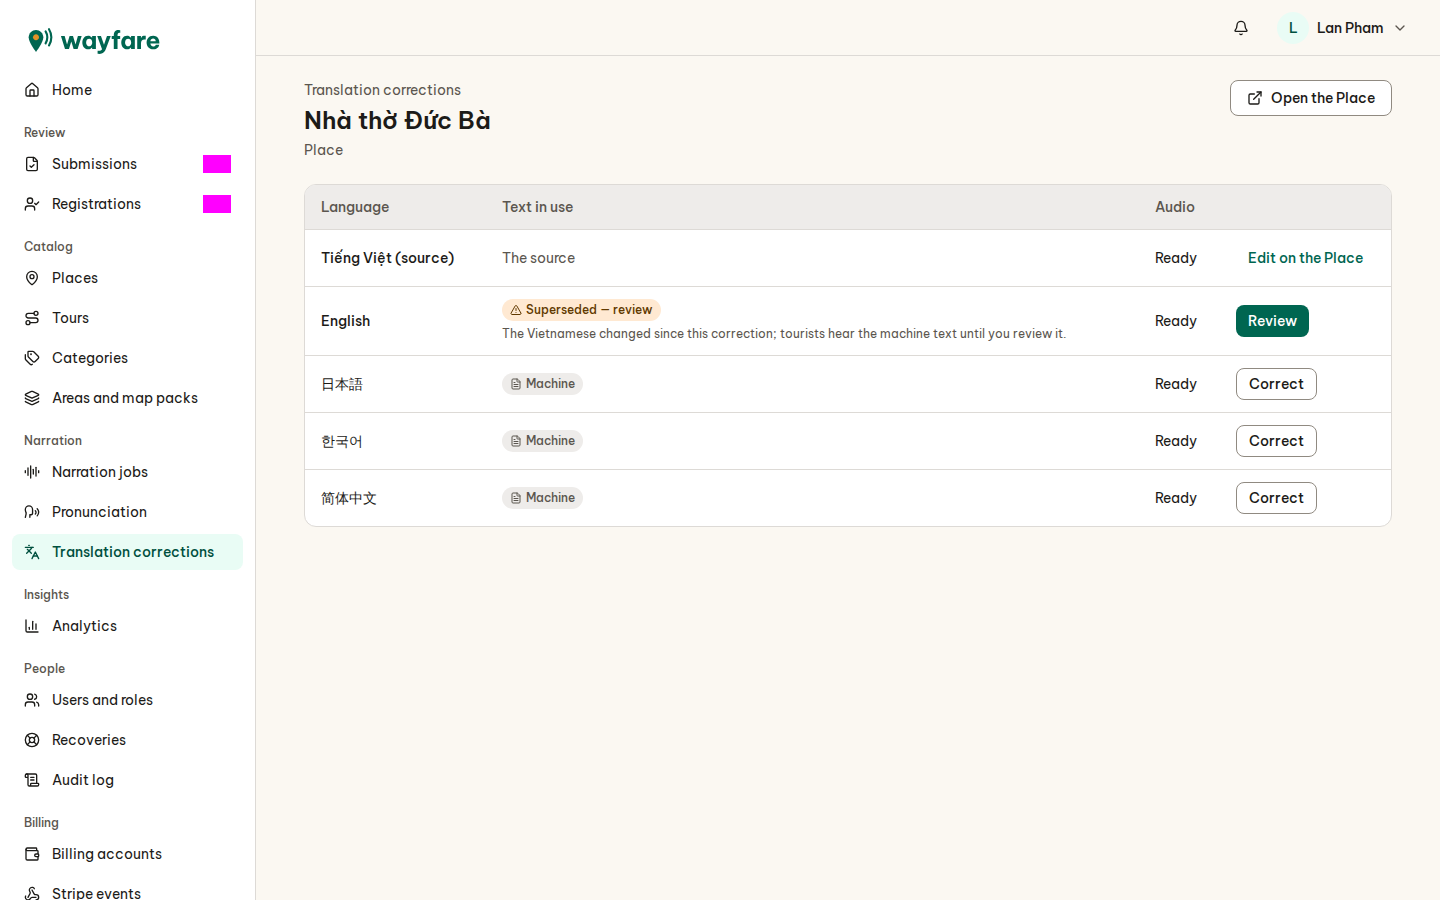 wayfare
Home
Review
Submissions
Registrations
Catalog
Places
Tours
Categories
Areas and map packs
Narration
Narration jobs
Pronunciation
Translation corrections
Insights
Analytics
People
Users and roles
Recoveries
Audit log
Billing
Billing accounts
Stripe events
L Lan Pham
Translation corrections
Nhà thờ Đức Bà
Place
Open the Place
Language Text in use Audio
Tiếng Việt (source) The source Ready Edit on the Place
English Superseded – review Ready Review
The Vietnamese changed since this correction; tourists hear the machine text until you review it.
日本語 Machine Ready Correct
한국어 Machine Ready Correct
简体中文 Machine Ready Correct